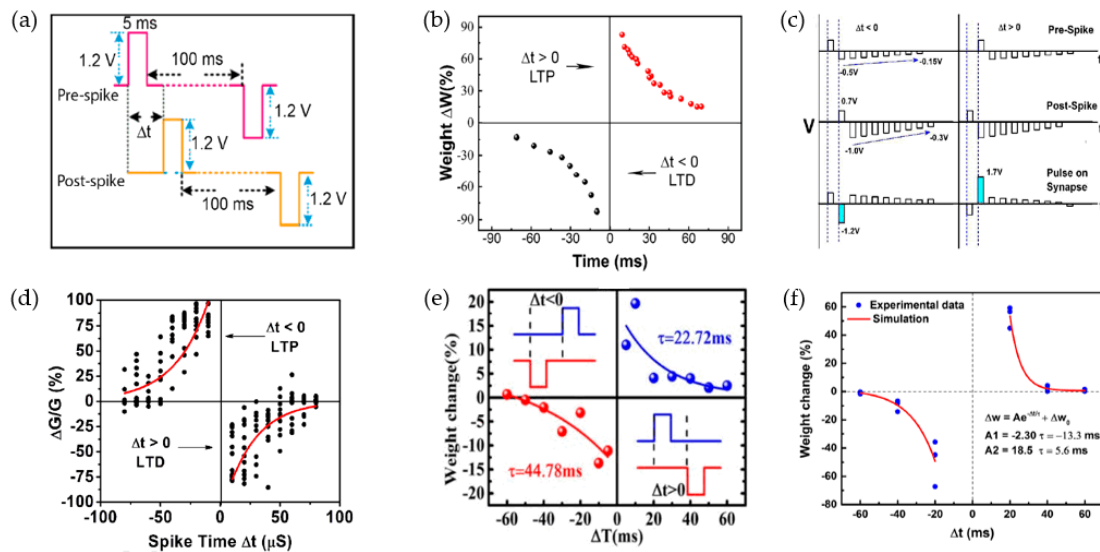 (a)
5 ms
1.2 V
100 ms
1.2 V
Pre-spike
Δt
1.2 V
Post-spike
100 ms
1.2 V
(b)
Weight ΔW(%)
90
60
30
0
-30
-60
-90
Δt > 0
LTP
Δt < 0
LTD
-90 -60 -30 0 30 60 90
Time (ms)
(c)
Δt < 0
Δt > 0
Pre-Spike
t
-0.5V
-0.15V
0.7V
Post-Spike
V
-1.0V
-0.3V
1.7V
Pulse on
Synapse
-1.2V
(d)
ΔG/G (%)
100
75
50
25
0
-25
-50
-75
Δt < 0
LTP
Δt > 0
LTD
-100 -50 0 50 100
Spike Time Δt (µS)
(e)
Weight change(%)
20
15
10
5
0
-5
-10
-15
-20
Δt<0
τ=22.72ms
τ=44.78ms
Δt>0
-60 -40 -20 0 20 40 60
ΔT(ms)
(f)
Weight change (%)
60
40
20
0
-20
-40
-60
-80
Experimental data
Simulation
Δw = Ae^-Δt/τ + Δw₀
A1 = -2.30 τ = -13.3 ms
A2 = 18.5 τ = 5.6 ms
-60 -40 -20 0 20 40 60
Δt (ms)